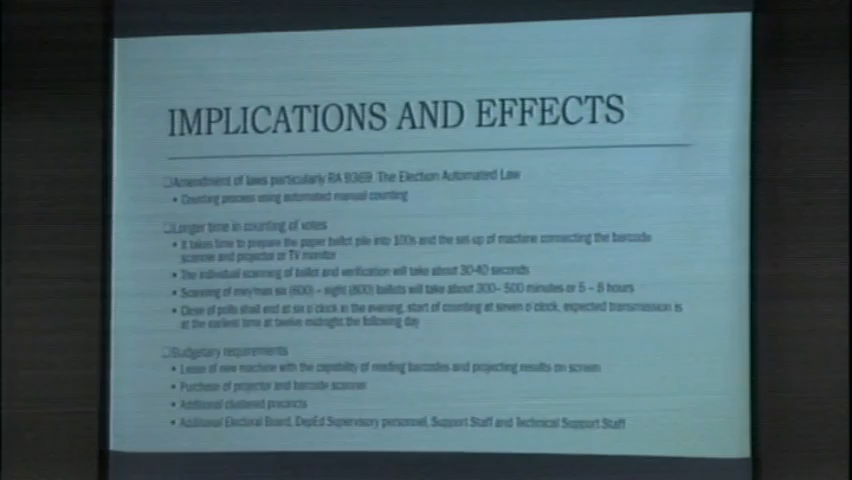 IMPLICATIONS AND EFFECTS
❑Amendment of laws particularly RA 9369: The Election Automated Law
• Counting process using automated manual counting
❑Longer time in counting of votes
• It takes time to prepare the paper ballot pile into 100s and the set-up of machine connecting the barcode
scanner and projector or TV monitor
• The individual scanning of ballot and verification will take about 30-40 seconds
• Scanning of six (600) – eight (800) ballots will take about 300– 500 minutes or 5 – 8 hours
• Close of polls shall end at six o'clock in the evening, start of counting at seven o'clock, expected transmission is
at the earliest time at twelve midnight the following day
❑Budgetary requirements
• Lease of new machine with the capability of reading barcodes and projecting results on screen
• Purchase of projector and barcode scanner
• Additional clustered precincts
• Additional Electoral Board, DepEd Supervisory personnel, Support Staff and Technical Support Staff